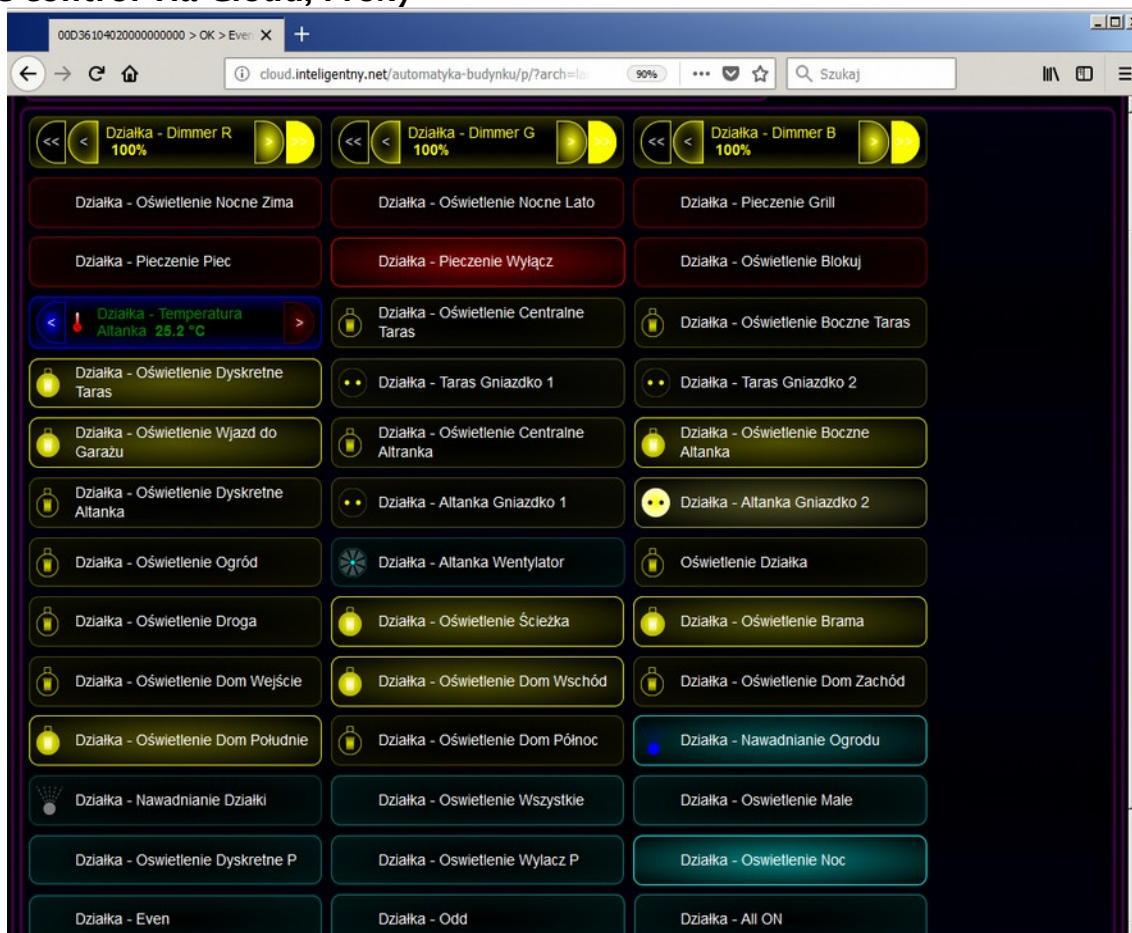 control via Cloud, Proxy
00D36104020000000000 > OK > Even
cloud.inteligentny.net/automatyka-budynku/p/?arch=la
90%
Szukaj
<< < Działka - Dimmer R > >>
100%
<< < Działka - Dimmer G > >>
100%
<< < Działka - Dimmer B > >>
100%
Działka - Oświetlenie Nocne Zima
Działka - Oświetlenie Nocne Lato
Działka - Pieczenie Grill
Działka - Pieczenie Piec
Działka - Pieczenie Wyłącz
Działka - Oświetlenie Blokuj
< Działka - Temperatura >
Altanka 25.2 °C
Działka - Oświetlenie Centralne
Taras
Działka - Oświetlenie Boczne Taras
Działka - Oświetlenie Dyskretne
Taras
Działka - Taras Gniazdko 1
Działka - Taras Gniazdko 2
Działka - Oświetlenie Wjazd do
Garażu
Działka - Oświetlenie Centralne
Altranka
Działka - Oświetlenie Boczne
Altanka
Działka - Oświetlenie Dyskretne
Altanka
Działka - Altanka Gniazdko 1
Działka - Altanka Gniazdko 2
Działka - Oświetlenie Ogród
Działka - Altanka Wentylator
Oświetlenie Działka
Działka - Oświetlenie Droga
Działka - Oświetlenie Ścieżka
Działka - Oświetlenie Brama
Działka - Oświetlenie Dom Wejście
Działka - Oświetlenie Dom Wschód
Działka - Oświetlenie Dom Zachód
Działka - Oświetlenie Dom Południe
Działka - Oświetlenie Dom Północ
Działka - Nawadnianie Ogrodu
Działka - Nawadnianie Działki
Działka - Oswietlenie Wszystkie
Działka - Oswietlenie Male
Działka - Oswietlenie Dyskretne P
Działka - Oswietlenie Wylacz P
Działka - Oswietlenie Noc
Działka - Even
Działka - Odd
Działka - All ON